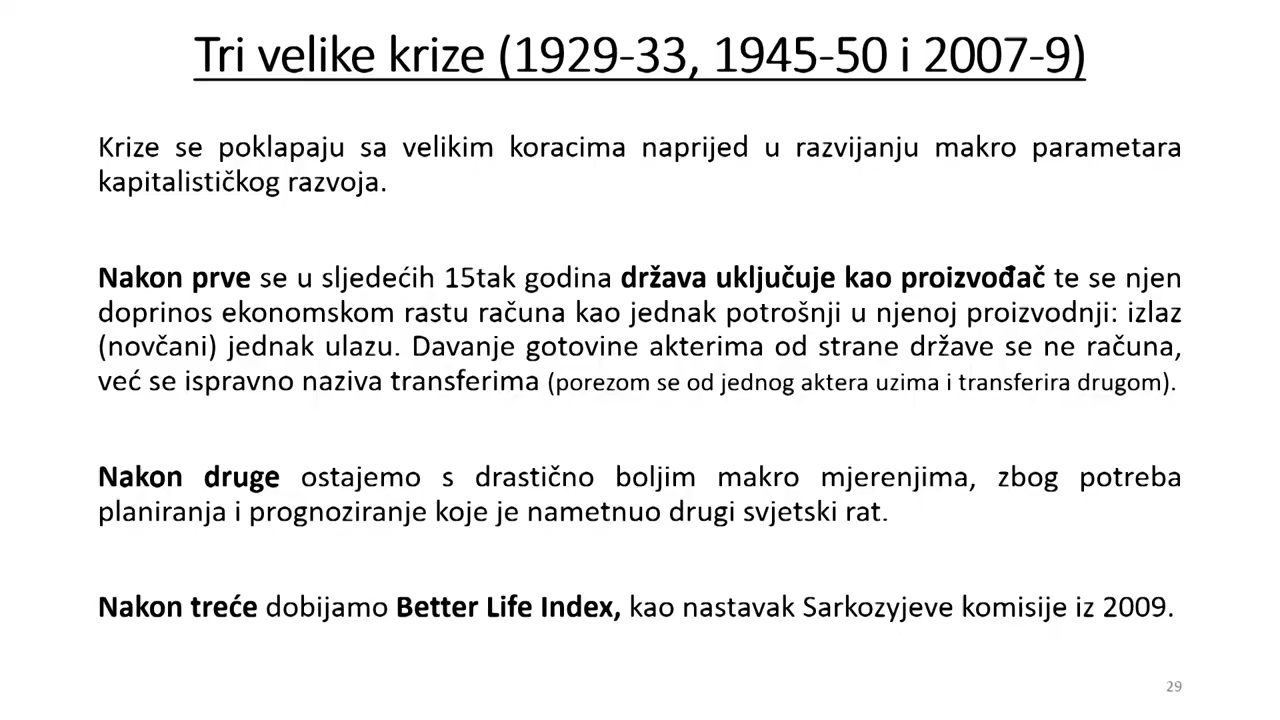 Tri velike krize (1929-33, 1945-50 i 2007-9)
Krize se poklapaju sa velikim koracima naprijed u razvijanju makro parametara
kapitalističkog razvoja.
Nakon prve se u sljedećih 15tak godina država uključuje kao proizvođač te se njen
doprinos ekonomskom rastu računa kao jednak potrošnji u njenoj proizvodnji: izlaz
(novčani) jednak ulazu. Davanje gotovine akterima od strane države se ne računa,
već se ispravno naziva transferima (porezom se od jednog aktera uzima i transferira drugom).
Nakon druge ostajemo s drastično boljim makro mjerenjima, zbog potreba
planiranja i prognoziranje koje je nametnuo drugi svjetski rat.
Nakon treće dobijamo Better Life Index, kao nastavak Sarkozyjeve komisije iz 2009.
29